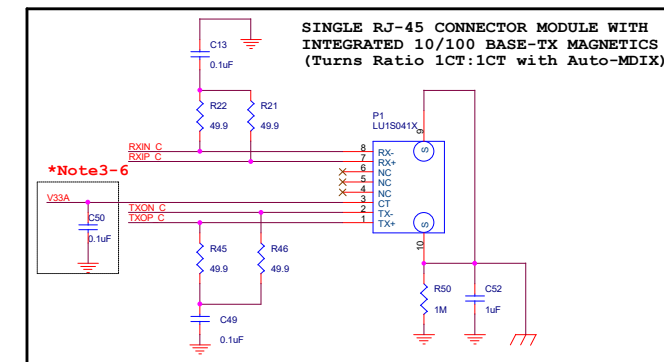 SINGLE RJ-45 CONNECTOR MODULE WITH
INTEGRATED 10/100 BASE-TX MAGNETICS
(Turns Ratio 1CT:1CT with Auto-MDIX)
C13
0.1uF
R22
49.9
R21
49.9
P1
LU1S041X
9
S
RXIN_C
8
RX-
RXIP_C
7
RX+
6
NC
5
NC
4
NC
*Note3-6
V33A
3
CT
TXON_C
2
TX-
TXOP_C
1
TX+
S
10
C50
0.1uF
R45
49.9
R46
49.9
C49
0.1uF
R50
1M
C52
1uF